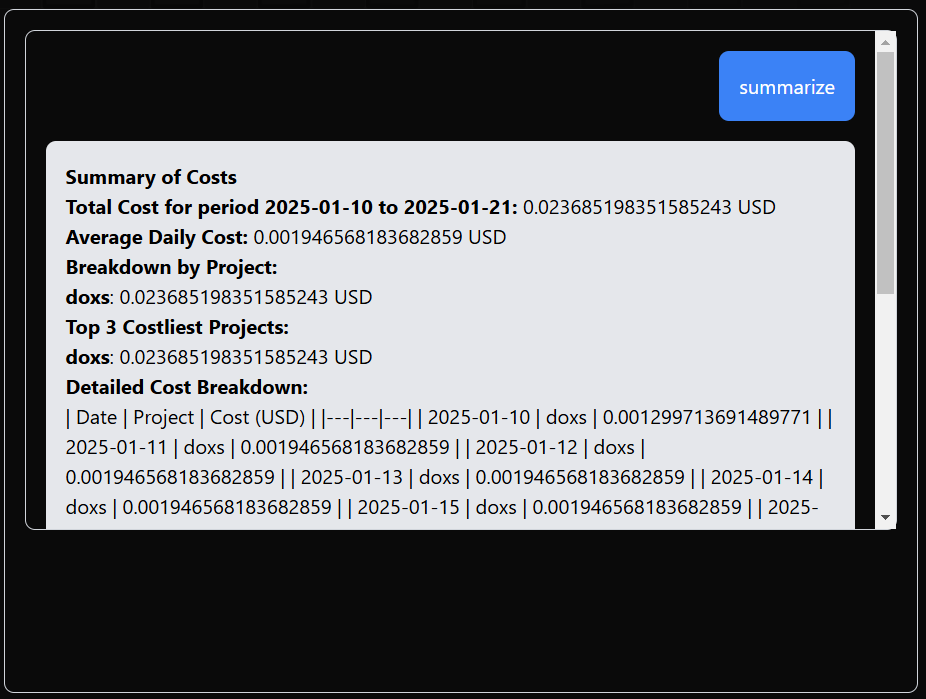 summarize
Summary of Costs
Total Cost for period 2025-01-10 to 2025-01-21: 0.023685198351585243 USD
Average Daily Cost: 0.001946568183682859 USD
Breakdown by Project:
doxs: 0.023685198351585243 USD
Top 3 Costliest Projects:
doxs: 0.023685198351585243 USD
Detailed Cost Breakdown:
| Date | Project | Cost (USD) | |---|---|---| | 2025-01-10 | doxs | 0.001299713691489771 | |
2025-01-11 | doxs | 0.001946568183682859 | | 2025-01-12 | doxs |
0.001946568183682859 | | 2025-01-13 | doxs | 0.001946568183682859 | | 2025-01-14 |
doxs | 0.001946568183682859 | | 2025-01-15 | doxs | 0.001946568183682859 | | 2025-